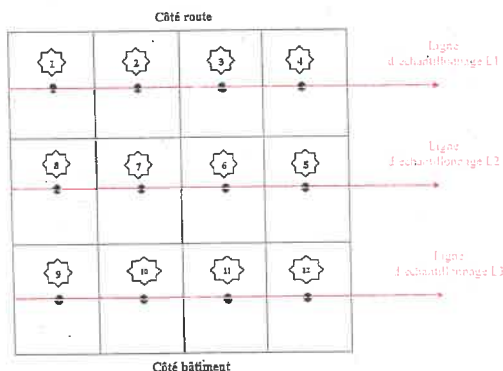 Côté route
1 2 3 4
Ligne
d'échantillonnage L1
8 7 6 5
Ligne
d'échantillonnage L2
9 10 11 12
Ligne
d'échantillonnage L3
Côté bâtiment